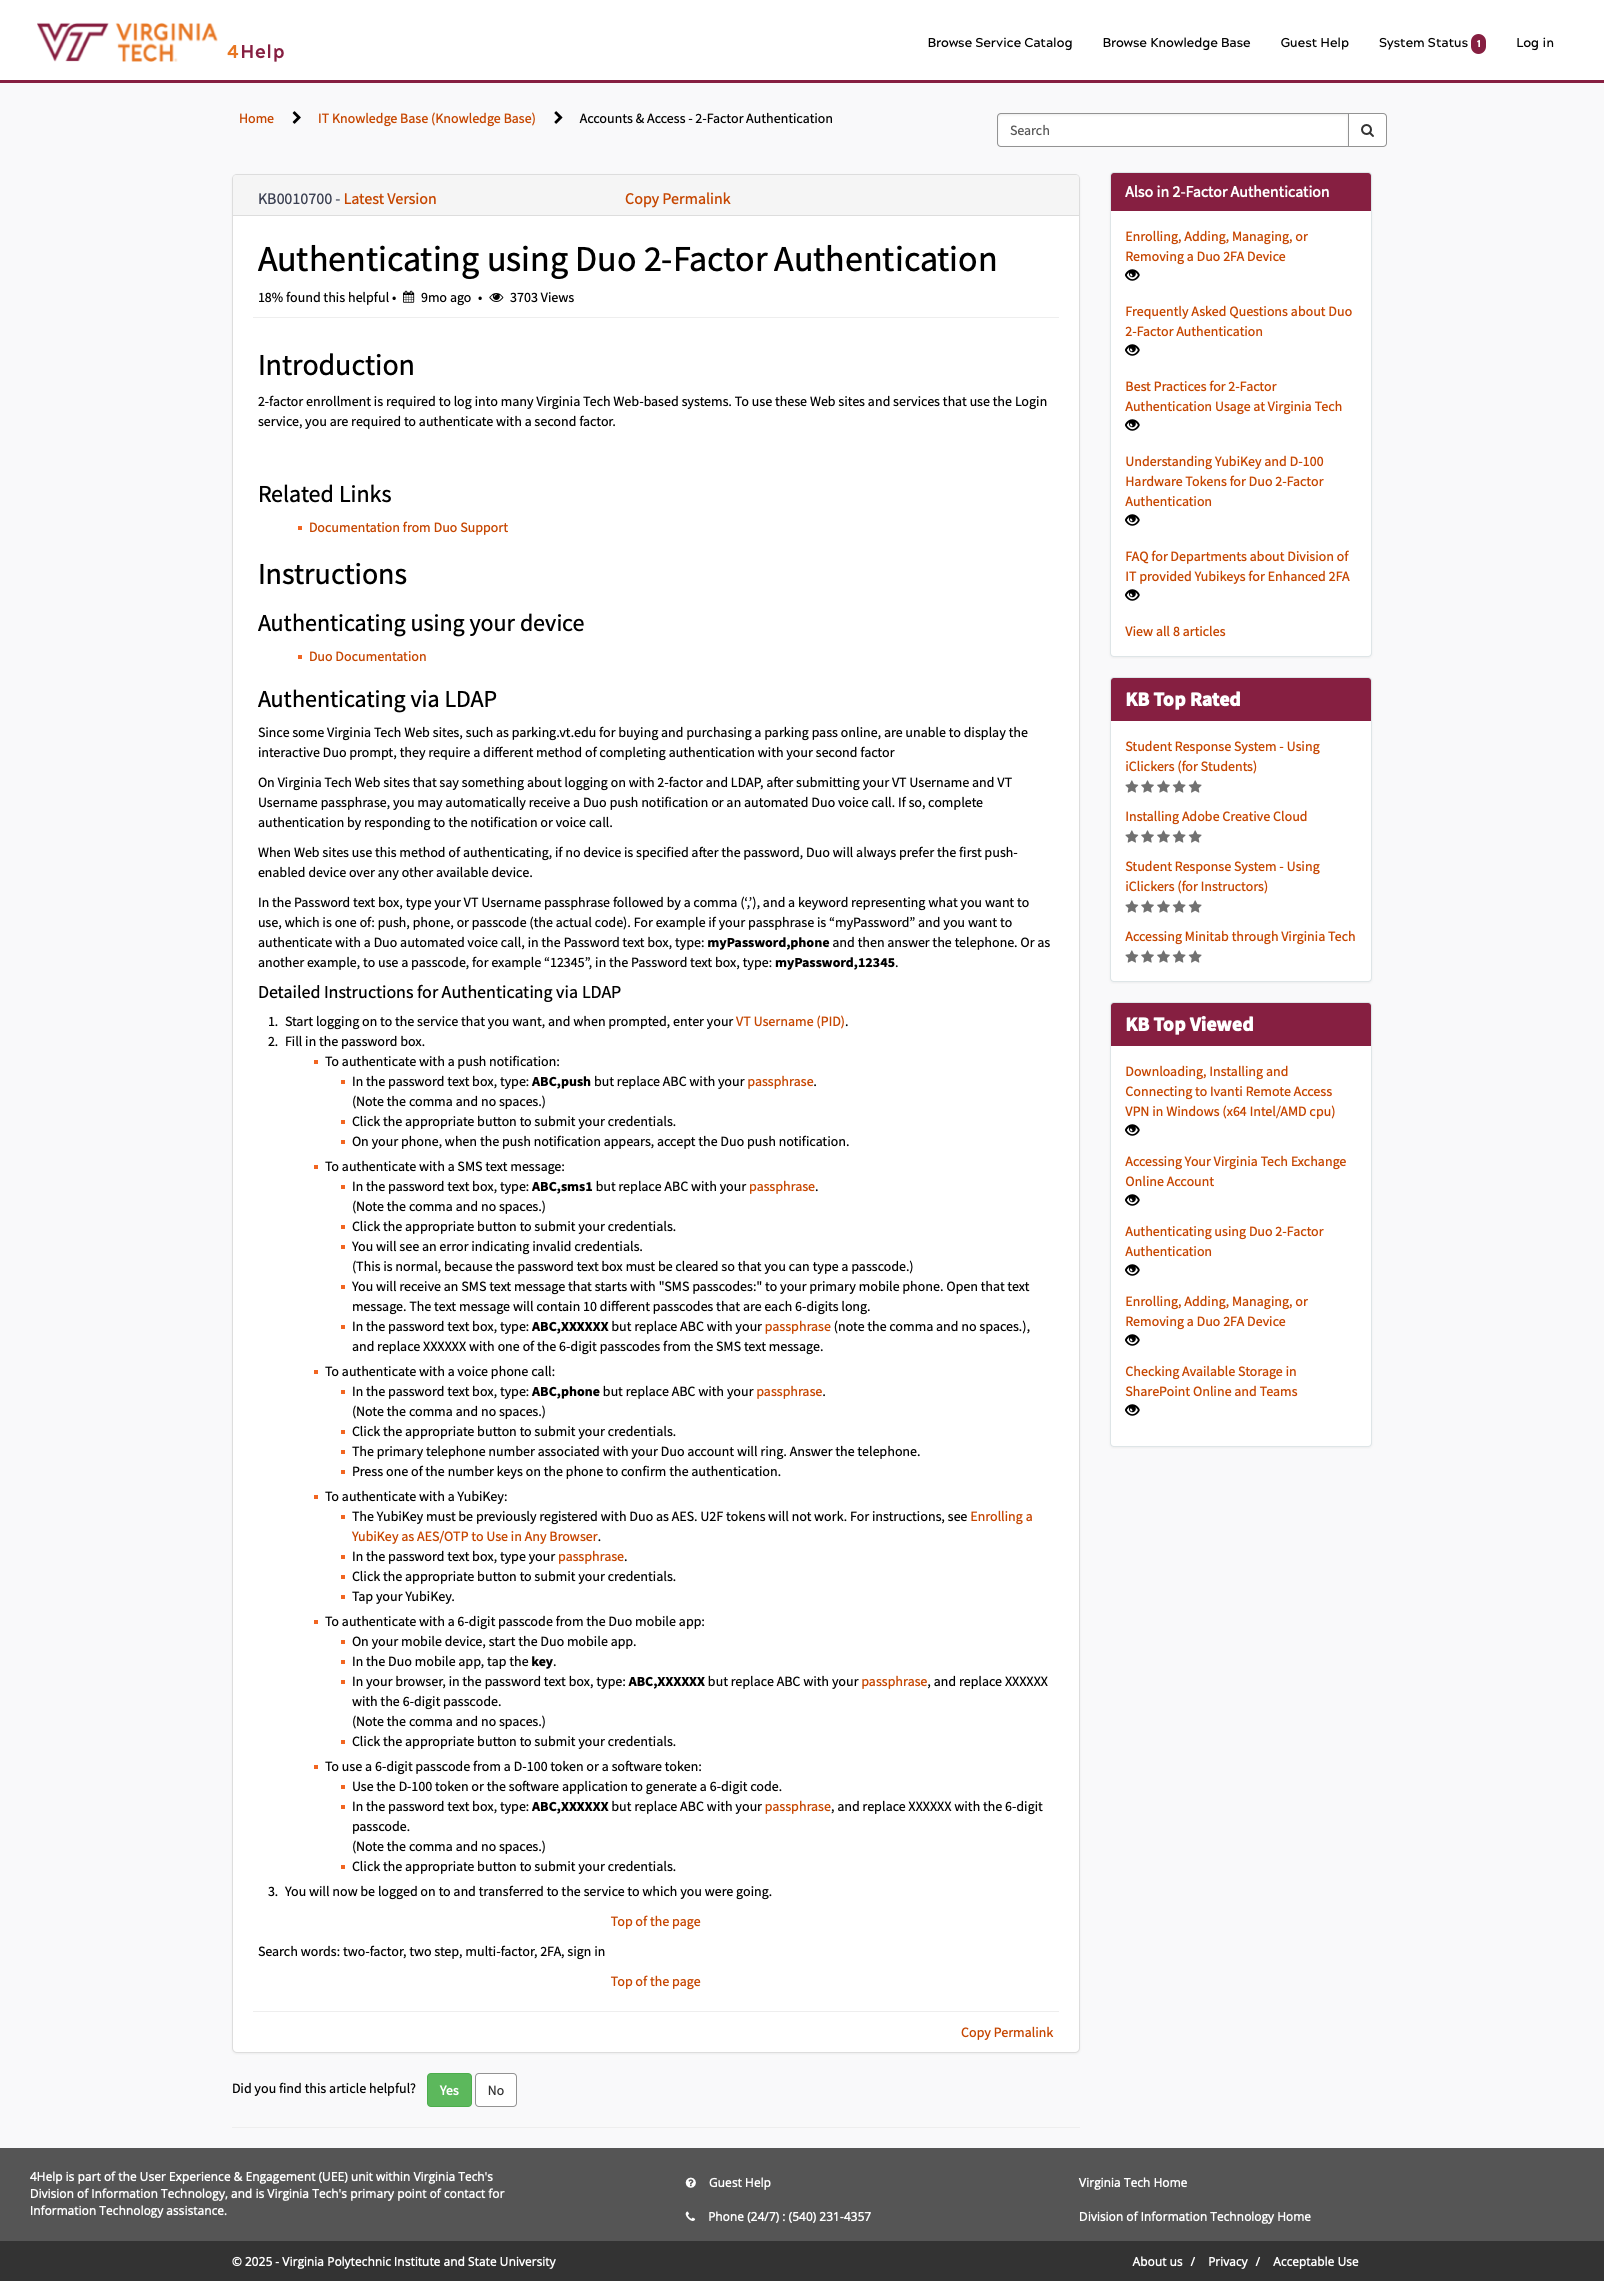 VIRGINIA TECH
4Help
Browse Service Catalog
Browse Knowledge Base
Guest Help
System Status 1
Log in
Home
IT Knowledge Base (Knowledge Base)
Accounts & Access - 2-Factor Authentication
Search
KB0010700 - Latest Version
Copy Permalink
Authenticating using Duo 2-Factor Authentication
18% found this helpful • 9mo ago • 3703 Views
Introduction
2-factor enrollment is required to log into many Virginia Tech Web-based systems. To use these Web sites and services that use the Login
service, you are required to authenticate with a second factor.
Related Links
Documentation from Duo Support
Instructions
Authenticating using your device
Duo Documentation
Authenticating via LDAP
Since some Virginia Tech Web sites, such as parking.vt.edu for buying and purchasing a parking pass online, are unable to display the
interactive Duo prompt, they require a different method of completing authentication with your second factor
On Virginia Tech Web sites that say something about logging on with 2-factor and LDAP, after submitting your VT Username and VT
Username passphrase, you may automatically receive a Duo push notification or an automated Duo voice call. If so, complete
authentication by responding to the notification or voice call.
When Web sites use this method of authenticating, if no device is specified after the password, Duo will always prefer the first push-
enabled device over any other available device.
In the Password text box, type your VT Username passphrase followed by a comma (‘,’), and a keyword representing what you want to
use, which is one of: push, phone, or passcode (the actual code). For example if your passphrase is “myPassword” and you want to
authenticate with a Duo automated voice call, in the Password text box, type: myPassword,phone and then answer the telephone. Or as
another example, to use a passcode, for example “12345”, in the Password text box, type: myPassword,12345.
Detailed Instructions for Authenticating via LDAP
1. Start logging on to the service that you want, and when prompted, enter your VT Username (PID).
2. Fill in the password box.
To authenticate with a push notification:
In the password text box, type: ABC,push but replace ABC with your passphrase.
(Note the comma and no spaces.)
Click the appropriate button to submit your credentials.
On your phone, when the push notification appears, accept the Duo push notification.
To authenticate with a SMS text message:
In the password text box, type: ABC,sms1 but replace ABC with your passphrase.
(Note the comma and no spaces.)
Click the appropriate button to submit your credentials.
You will see an error indicating invalid credentials.
(This is normal, because the password text box must be cleared so that you can type a passcode.)
You will receive an SMS text message that starts with "SMS passcodes:" to your primary mobile phone. Open that text
message. The text message will contain 10 different passcodes that are each 6-digits long.
In the password text box, type: ABC,XXXXXX but replace ABC with your passphrase (note the comma and no spaces.),
and replace XXXXXX with one of the 6-digit passcodes from the SMS text message.
To authenticate with a voice phone call:
In the password text box, type: ABC,phone but replace ABC with your passphrase.
(Note the comma and no spaces.)
Click the appropriate button to submit your credentials.
The primary telephone number associated with your Duo account will ring. Answer the telephone.
Press one of the number keys on the phone to confirm the authentication.
To authenticate with a YubiKey:
The YubiKey must be previously registered with Duo as AES. U2F tokens will not work. For instructions, see Enrolling a
YubiKey as AES/OTP to Use in Any Browser.
In the password text box, type your passphrase.
Click the appropriate button to submit your credentials.
Tap your YubiKey.
To authenticate with a 6-digit passcode from the Duo mobile app:
On your mobile device, start the Duo mobile app.
In the Duo mobile app, tap the key.
In your browser, in the password text box, type: ABC,XXXXXX but replace ABC with your passphrase, and replace XXXXXX
with the 6-digit passcode.
(Note the comma and no spaces.)
Click the appropriate button to submit your credentials.
To use a 6-digit passcode from a D-100 token or a software token:
Use the D-100 token or the software application to generate a 6-digit code.
In the password text box, type: ABC,XXXXXX but replace ABC with your passphrase, and replace XXXXXX with the 6-digit
passcode.
(Note the comma and no spaces.)
Click the appropriate button to submit your credentials.
3. You will now be logged on to and transferred to the service to which you were going.
Top of the page
Search words: two-factor, two step, multi-factor, 2FA, sign in
Top of the page
Copy Permalink
Did you find this article helpful?
Yes
No
Also in 2-Factor Authentication
Enrolling, Adding, Managing, or
Removing a Duo 2FA Device
Frequently Asked Questions about Duo
2-Factor Authentication
Best Practices for 2-Factor
Authentication Usage at Virginia Tech
Understanding YubiKey and D-100
Hardware Tokens for Duo 2-Factor
Authentication
FAQ for Departments about Division of
IT provided Yubikeys for Enhanced 2FA
View all 8 articles
KB Top Rated
Student Response System - Using
iClickers (for Students)
Installing Adobe Creative Cloud
Student Response System - Using
iClickers (for Instructors)
Accessing Minitab through Virginia Tech
KB Top Viewed
Downloading, Installing and
Connecting to Ivanti Remote Access
VPN in Windows (x64 Intel/AMD cpu)
Accessing Your Virginia Tech Exchange
Online Account
Authenticating using Duo 2-Factor
Authentication
Enrolling, Adding, Managing, or
Removing a Duo 2FA Device
Checking Available Storage in
SharePoint Online and Teams
4Help is part of the User Experience & Engagement (UEE) unit within Virginia Tech's
Division of Information Technology, and is Virginia Tech's primary point of contact for
Information Technology assistance.
Guest Help
Phone (24/7) : (540) 231-4357
Virginia Tech Home
Division of Information Technology Home
© 2025 - Virginia Polytechnic Institute and State University
About us / Privacy / Acceptable Use